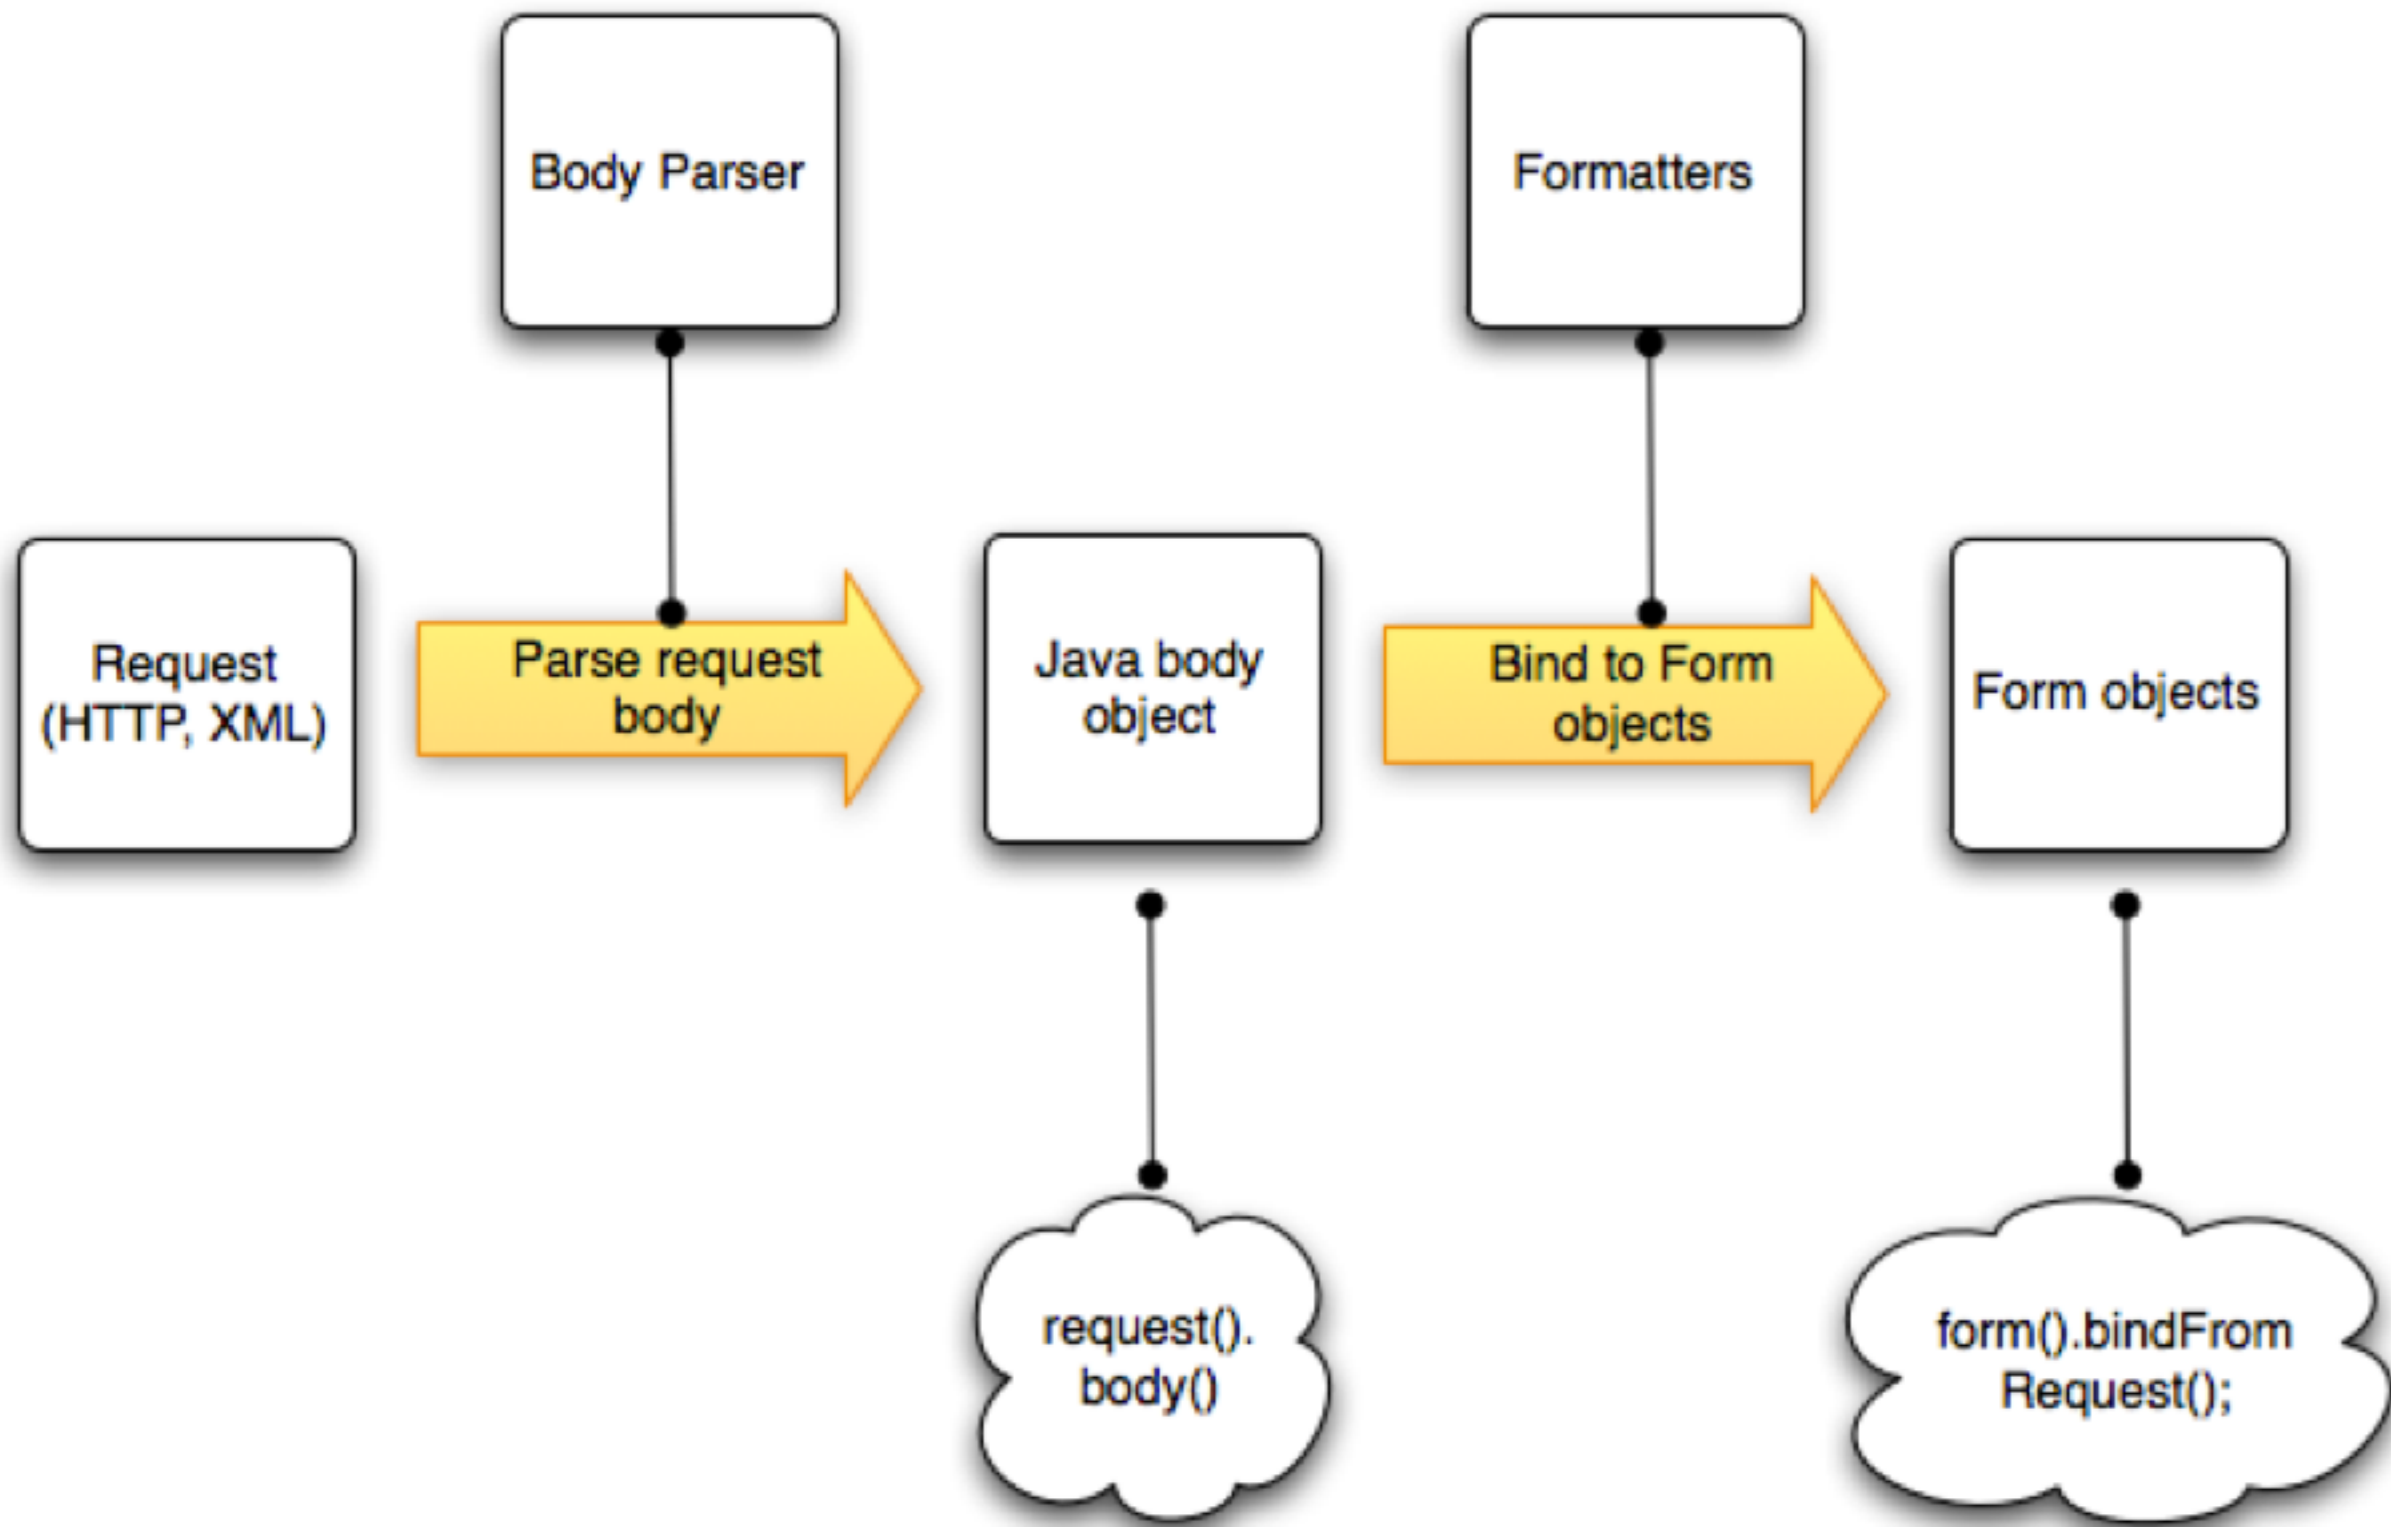 Body Parser
Formatters
Request
(HTTP, XML)
Parse request
body
Java body
object
Bind to Form
objects
Form objects
request().
body()
form().bindFrom
Request();